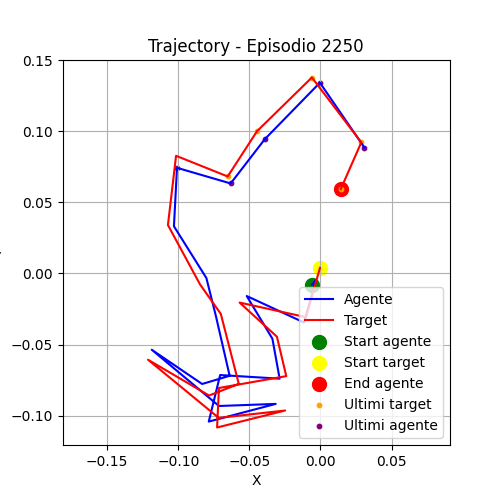 Trajectory - Episodio 2250
0.15
0.10
0.05
0.00
−0.05
−0.10
−0.15
−0.10
−0.05
0.00
0.05
X
Agente
Target
Start agente
Start target
End agente
Ultimi target
Ultimi agente